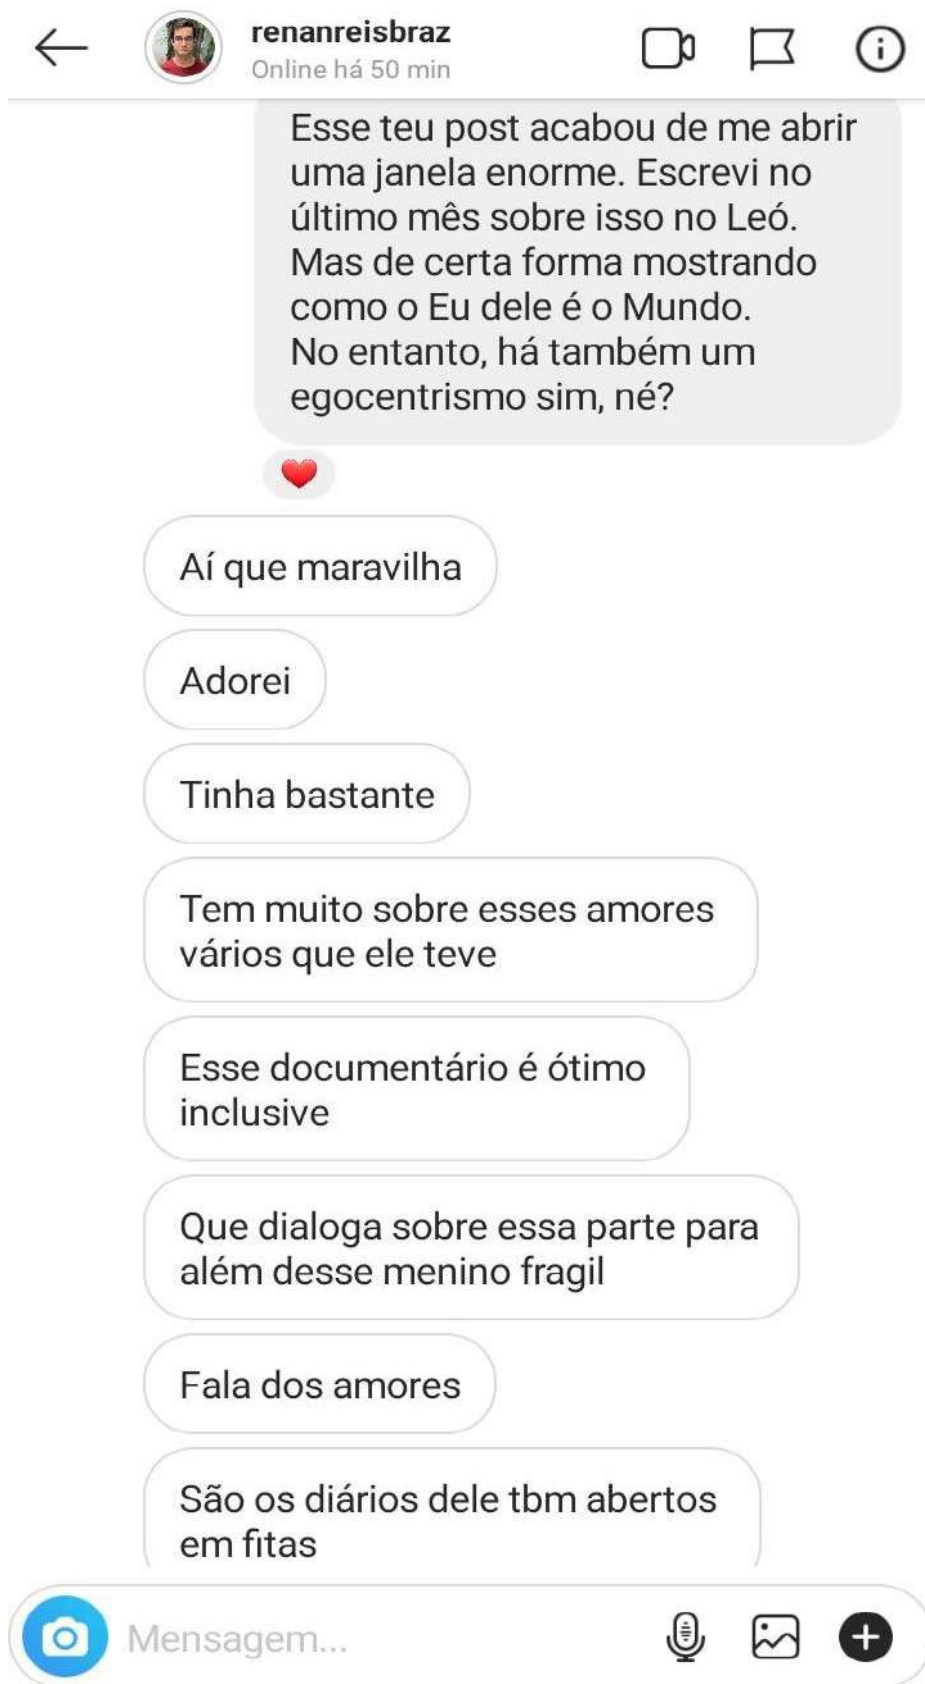 renanreisbraz
Online há 50 min
Esse teu post acabou de me abrir
uma janela enorme. Escrevi no
último mês sobre isso no Leó.
Mas de certa forma mostrando
como o Eu dele é o Mundo.
No entanto, há também um
egocentrismo sim, né?
Aí que maravilha
Adorei
Tinha bastante
Tem muito sobre esses amores
vários que ele teve
Esse documentário é ótimo
inclusive
Que dialoga sobre essa parte para
além desse menino fragil
Fala dos amores
São os diários dele tbm abertos
em fitas
Mensagem...